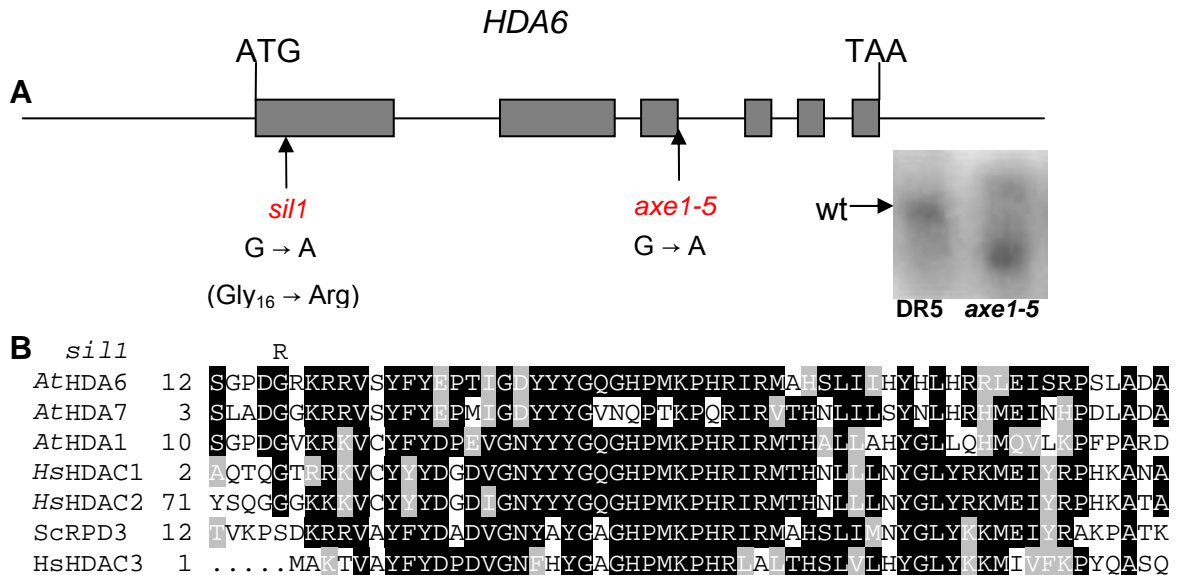 HDA6
ATG TAA
A
sil1 axe1-5 wt
G → A G → A
(Gly16 → Arg)
DR5 axe1-5
B sil1 R
AtHDA6 12 SGPDGRKRRVSYFYEPTIGDYYYGQGHPMKPHRIRMAHSLIIHYHLHRRLEISRPSLADA
AtHDA7 3 SLADGGKRRVSYFYEPMIGDYYYGVNQPTKPQRIRVTHNLILSYNLHRHMEINHPDLADA
AtHDA1 10 SGPDGVKRKVCYFYDPEVGNYYYGQGHPMKPHRIRMTHALLAHYGLLQHMQVLKPFPARD
HsHDAC1 2 AQTQGTRRKVCYYYDGDVGNYYYGQGHPMKPHRIRMTHNLLLNYGLYRKMEIYRPHKANA
HsHDAC2 71 YSQGGGKKKVCYYYDGDIGNYYYGQGHPMKPHRIRMTHNLLLNYGLYRKMEIYRPHKATA
ScRPD3 12 TVKPSDKRRVAYFYDADVGNYAYGAGHPMKPHRIRMAHSLIMNYGLYKKMEIYRAKPATK
HsHDAC3 1 .....MAKTVAYFYDPDVGNFHYGAGHPMKPHRLALTHSLVLHYGLYKKMIVFKPYQASQ